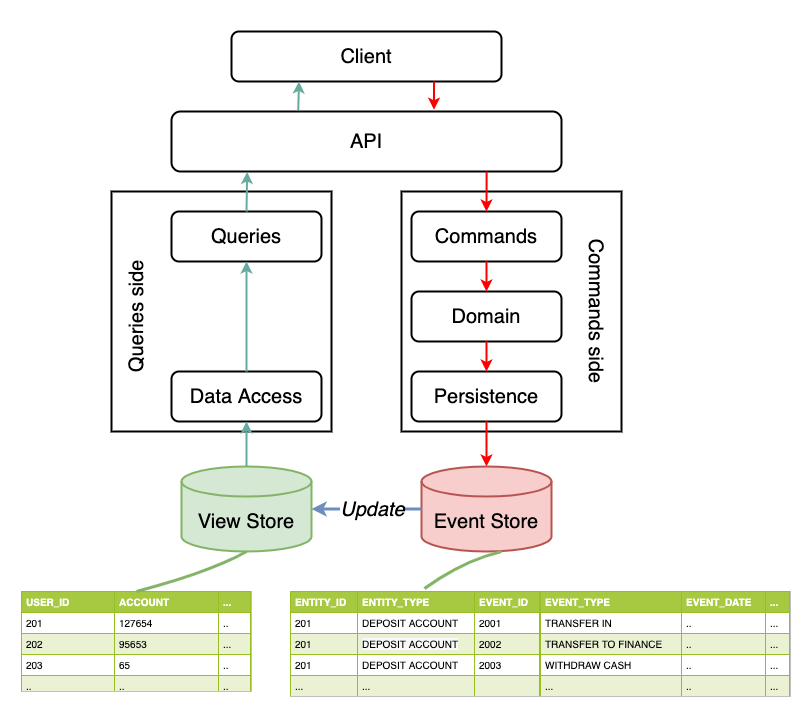 Client
API
Queries
Commands
Queries side
Domain
Commands side
Data Access
Persistence
View Store
Update
Event Store
USER_ID ACCOUNT ...
201 127654 ..
202 95653 ...
203 65 ..
.. .. ..
ENTITY_ID ENTITY_TYPE EVENT_ID EVENT_TYPE EVENT_DATE ...
201 DEPOSIT ACCOUNT 2001 TRANSFER IN .. ..
201 DEPOSIT ACCOUNT 2002 TRANSFER TO FINANCE .. ...
201 DEPOSIT ACCOUNT 2003 WITHDRAW CASH .. ..
... ... ... .. ...